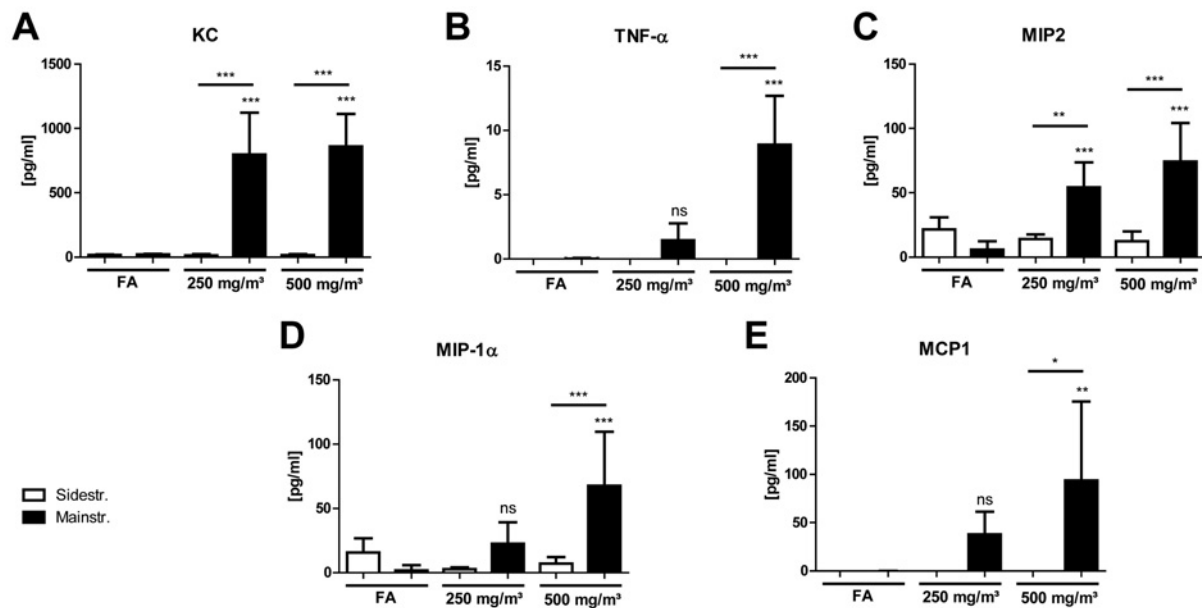 A
KC
[pg/ml]
1500
1000
500
0
***
***
***
***
FA
250 mg/m³
500 mg/m³
B
TNF-α
[pg/ml]
15
10
5
0
ns
***
***
FA
250 mg/m³
500 mg/m³
C
MIP2
[pg/ml]
150
100
50
0
**
***
***
***
FA
250 mg/m³
500 mg/m³
D
MIP-1α
[pg/ml]
150
100
50
0
ns
***
***
FA
250 mg/m³
500 mg/m³
E
MCP1
[pg/ml]
200
150
100
50
0
ns
*
**
FA
250 mg/m³
500 mg/m³
Sidestr.
Mainstr.